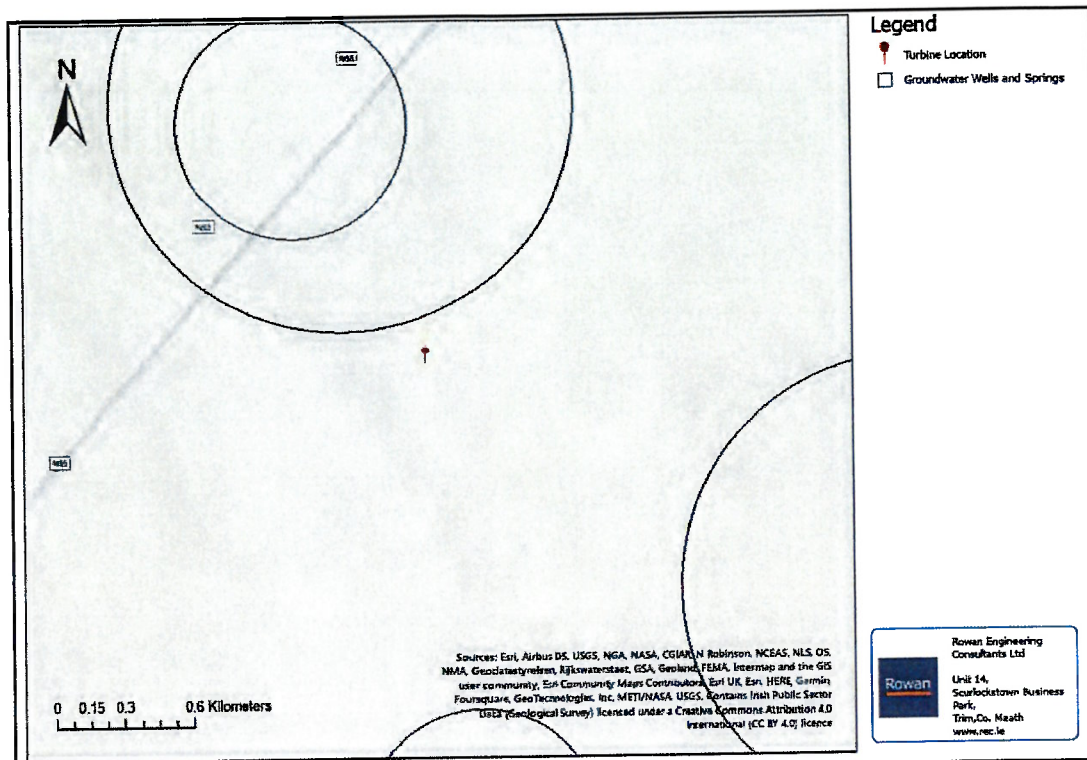 Legend
Turbine Location
Groundwater Wells and Springs
N
Sources: Esri, Airbus DS, USGS, NGA, NASA, CGIAR, N Robinson, NCEAS, NLS, OS,
NMA, Geodatastyrelsen, Rijkswaterstaat, GSA, Geoland, FEMA, Intermap and the GIS
user community, Esri Community Maps Contributors, Esri UK, Esri, HERE, Garmin,
Foursquare, GeoTechnologies, Inc, METI/NASA, USGS, Contains Irish Public Sector
Data (Geological Survey) licensed under a Creative Commons Attribution 4.0
International (CC BY 4.0) licence
0 0.15 0.3 0.6 Kilometers
Rowan
Rowan Engineering
Consultants Ltd
Unit 14,
Scurlockstown Business
Park,
Trim,Co. Meath
www.rec.ie